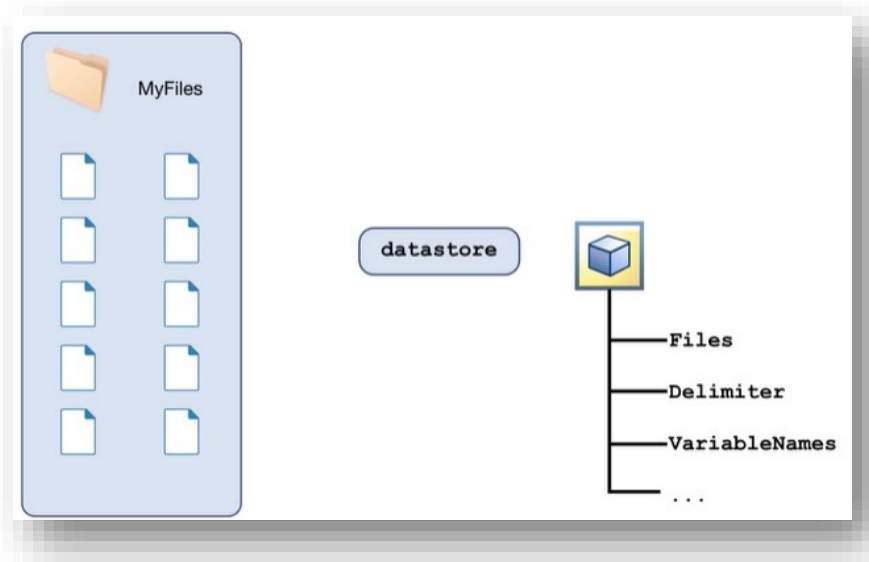 MyFiles
datastore
Files
Delimiter
VariableNames
...